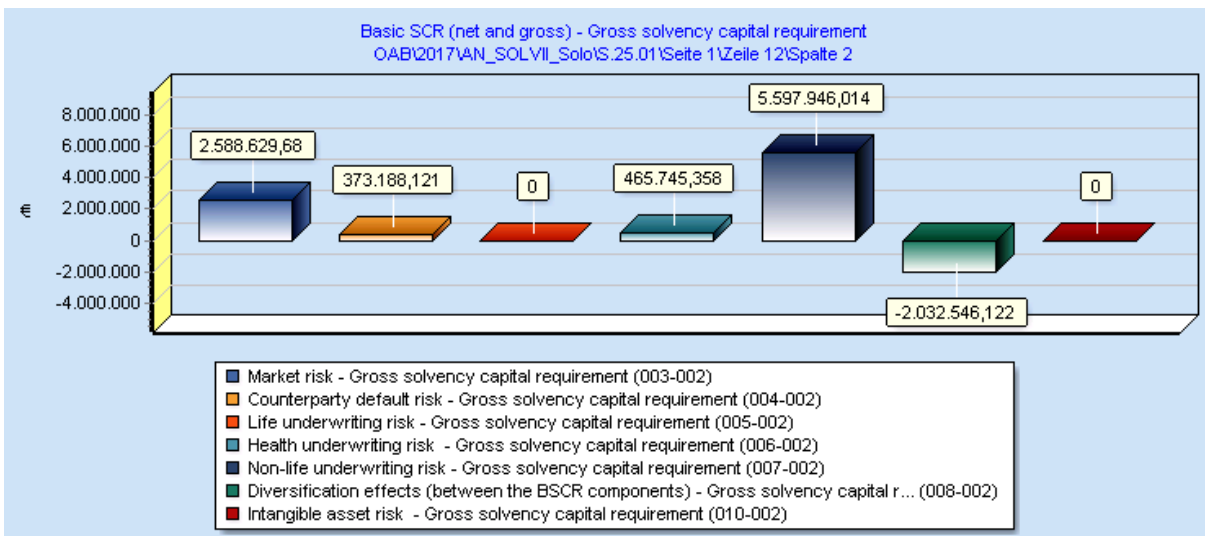 Basic SCR (net and gross) - Gross solvency capital requirement
OAB\2017\AN_SOLVII_Solo\S.25.01\Seite 1\Zeile 12\Spalte 2
5.597.946,014
8.000.000
2.588.629,68
6.000.000
373.188,121
0
465.745,358
0
4.000.000
2.000.000
€
0
-2.000.000
-4.000.000
-2.032.546,122
Market risk - Gross solvency capital requirement (003-002)
Counterparty default risk - Gross solvency capital requirement (004-002)
Life underwriting risk - Gross solvency capital requirement (005-002)
Health underwriting risk - Gross solvency capital requirement (006-002)
Non-life underwriting risk - Gross solvency capital requirement (007-002)
Diversification effects (between the BSCR components) - Gross solvency capital r... (008-002)
Intangible asset risk - Gross solvency capital requirement (010-002)